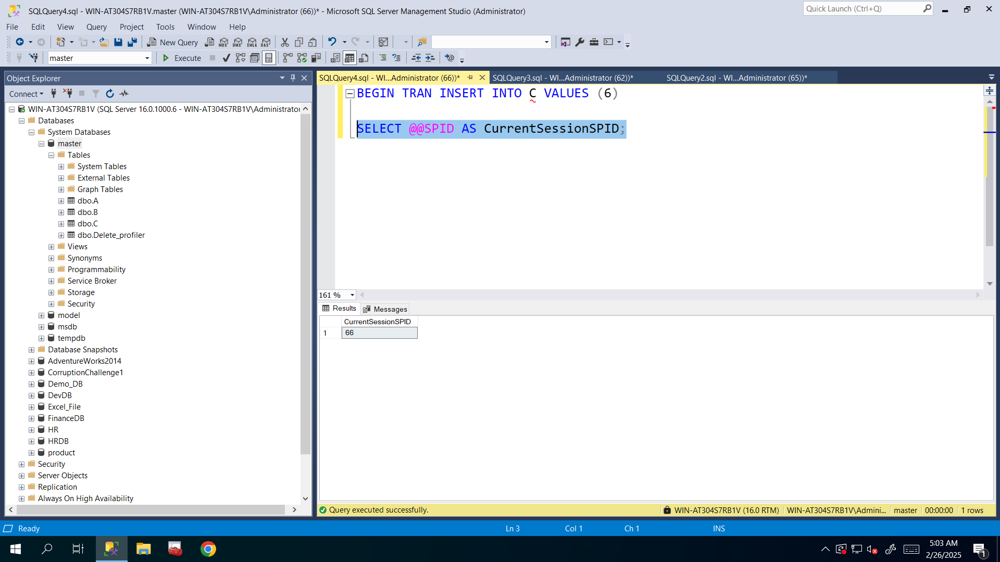 SQLQuery4.sql - WIN-AT304S7RB1V.master (WIN-AT304S7RB1V\Administrator (66))* - Microsoft SQL Server Management Studio (Administrator)
Quick Launch (Ctrl+Q)
File Edit View Query Project Tools Window Help
New Query
MDX DMX XMLA DAX
master
Execute
Object Explorer
SQLQuery4.sql - WI...Administrator (66))*
SQLQuery3.sql - WI...Administrator (62))*
SQLQuery2.sql - WI...Administrator (65))*
Connect
WIN-AT304S7RB1V (SQL Server 16.0.1000.6 - WIN-AT304S7RB1V\Administrator
Databases
System Databases
master
Tables
System Tables
External Tables
Graph Tables
dbo.A
dbo.B
dbo.C
dbo.Delete_profiler
Views
Synonyms
Programmability
Service Broker
Storage
Security
model
msdb
tempdb
Database Snapshots
AdventureWorks2014
CorruptionChallenge1
Demo_DB
DevDB
Excel_File
FinanceDB
HR
HRDB
product
Security
Server Objects
Replication
Always On High Availability
BEGIN TRAN INSERT INTO C VALUES (6)
SELECT @@SPID AS CurrentSessionSPID;
161 %
Results Messages
CurrentSessionSPID
1 66
Query executed successfully.
WIN-AT304S7RB1V (16.0 RTM) WIN-AT304S7RB1V\Admini... master 00:00:00 1 rows
Ready Ln 3 Col 1 Ch 1 INS
5:03 AM
2/26/2025
1